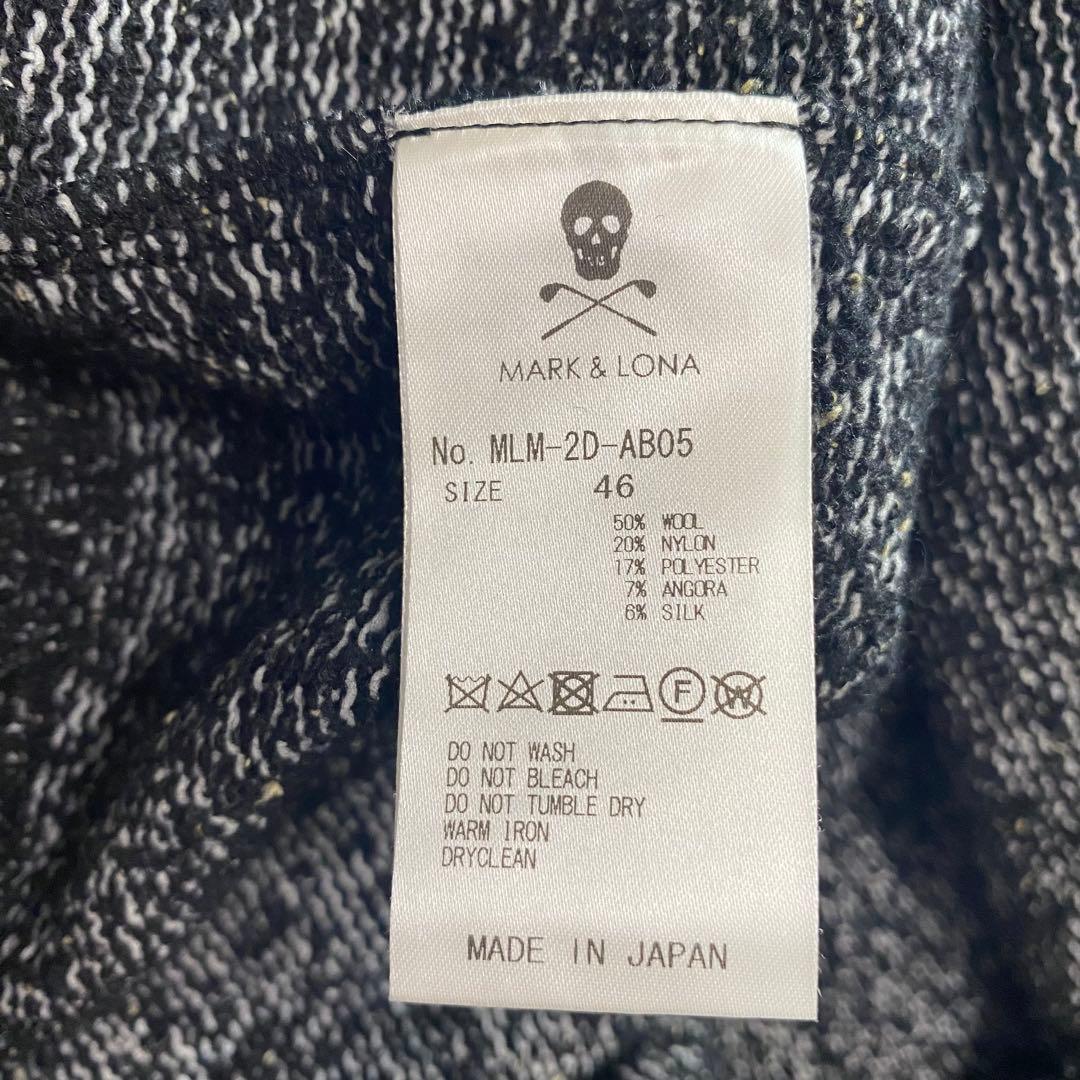 MARK & LONA
No. MLM-2D-AB05
SIZE 46
50% WOOL
20% NYLON
17% POLYESTER
7% ANGORA
6% SILK
F W
DO NOT WASH
DO NOT BLEACH
DO NOT TUMBLE DRY
WARM IRON
DRYCLEAN
MADE IN JAPAN